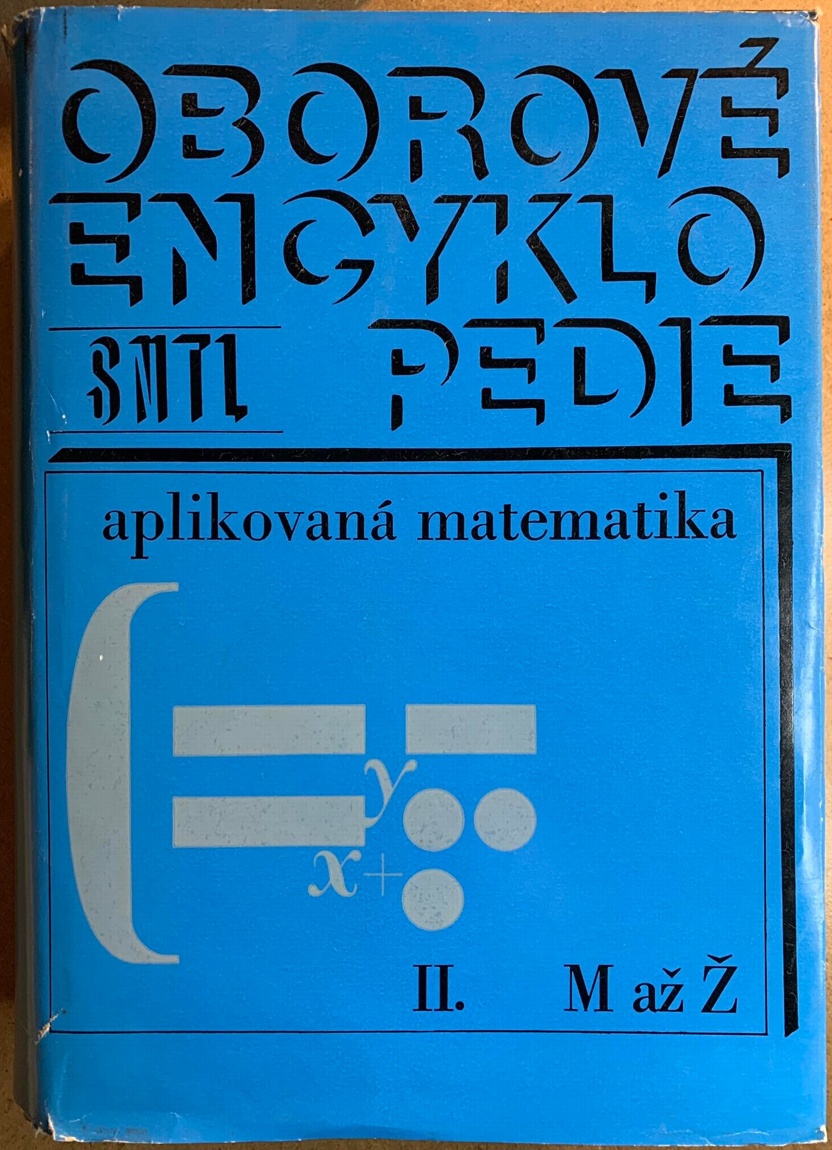 OBOROVÉ
ENCYKLO
SNTL PEDIE
aplikovaná matematika
y
x+
II. M až Ž